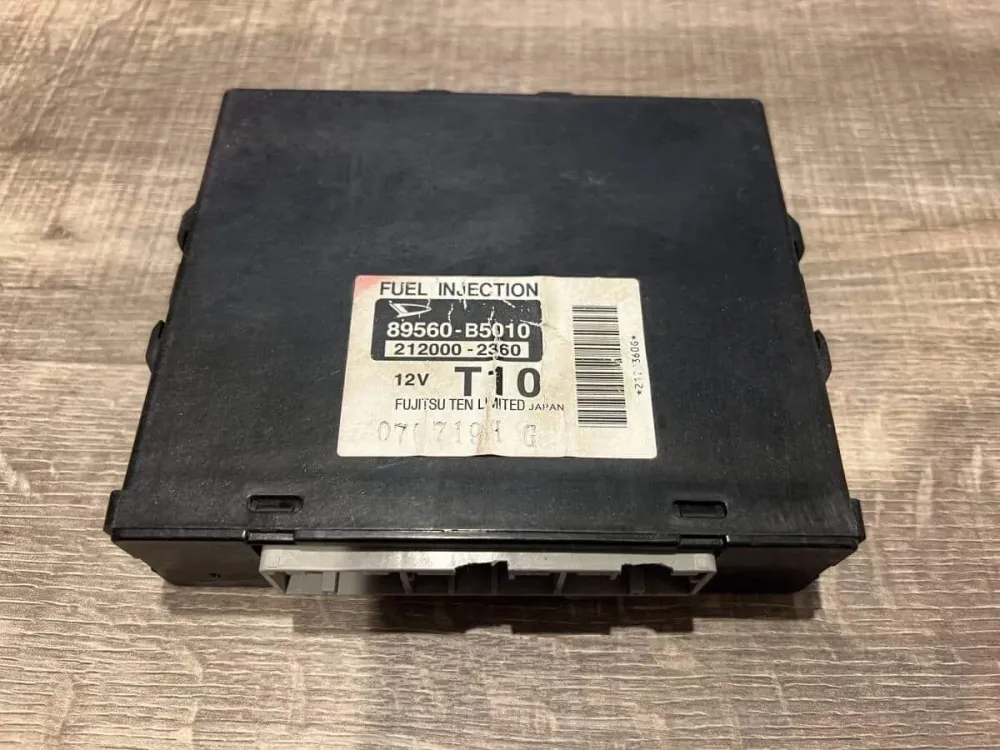 FUEL INJECTION
89560-B5010
212000-2360
12V T10
FUJITSU TEN LIMITED JAPAN